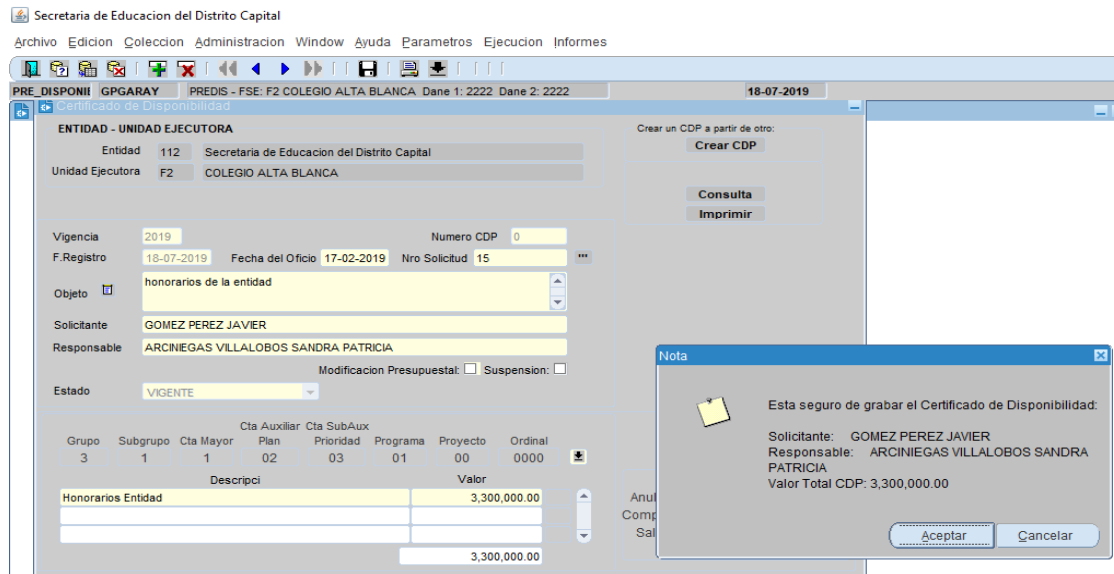 Secretaria de Educacion del Distrito Capital
Archivo Edicion Coleccion Administracion Window Ayuda Parametros Ejecucion Informes
PRE_DISPONIE GPGARAY PREDIS - FSE: F2 COLEGIO ALTA BLANCA Dane 1: 2222 Dane 2: 2222 18-07-2019
Certificado de Disponibilidad
ENTIDAD - UNIDAD EJECUTORA
Crear un CDP a partir de otro:
Entidad 112 Secretaria de Educacion del Distrito Capital
Crear CDP
Unidad Ejecutora F2 COLEGIO ALTA BLANCA
Consulta
Imprimir
Vigencia 2019 Numero CDP 0
F.Registro 18-07-2019 Fecha del Oficio 17-02-2019 Nro Solicitud 15 ...
Objeto honorarios de la entidad
Solicitante GOMEZ PEREZ JAVIER
Responsable ARCINIEGAS VILLALOBOS SANDRA PATRICIA
Modificacion Presupuestal: Suspension:
Estado VIGENTE
Cta Auxiliar Cta SubAux
Grupo Subgrupo Cta Mayor Plan Prioridad Programa Proyecto Ordinal
3 1 1 02 03 01 00 0000
Descripci Valor
Honorarios Entidad 3,300,000.00
3,300,000.00
Anul
Comp
Sal
Nota
Esta seguro de grabar el Certificado de Disponibilidad:
Solicitante: GOMEZ PEREZ JAVIER
Responsable: ARCINIEGAS VILLALOBOS SANDRA
PATRICIA
Valor Total CDP: 3,300,000.00
Aceptar Cancelar